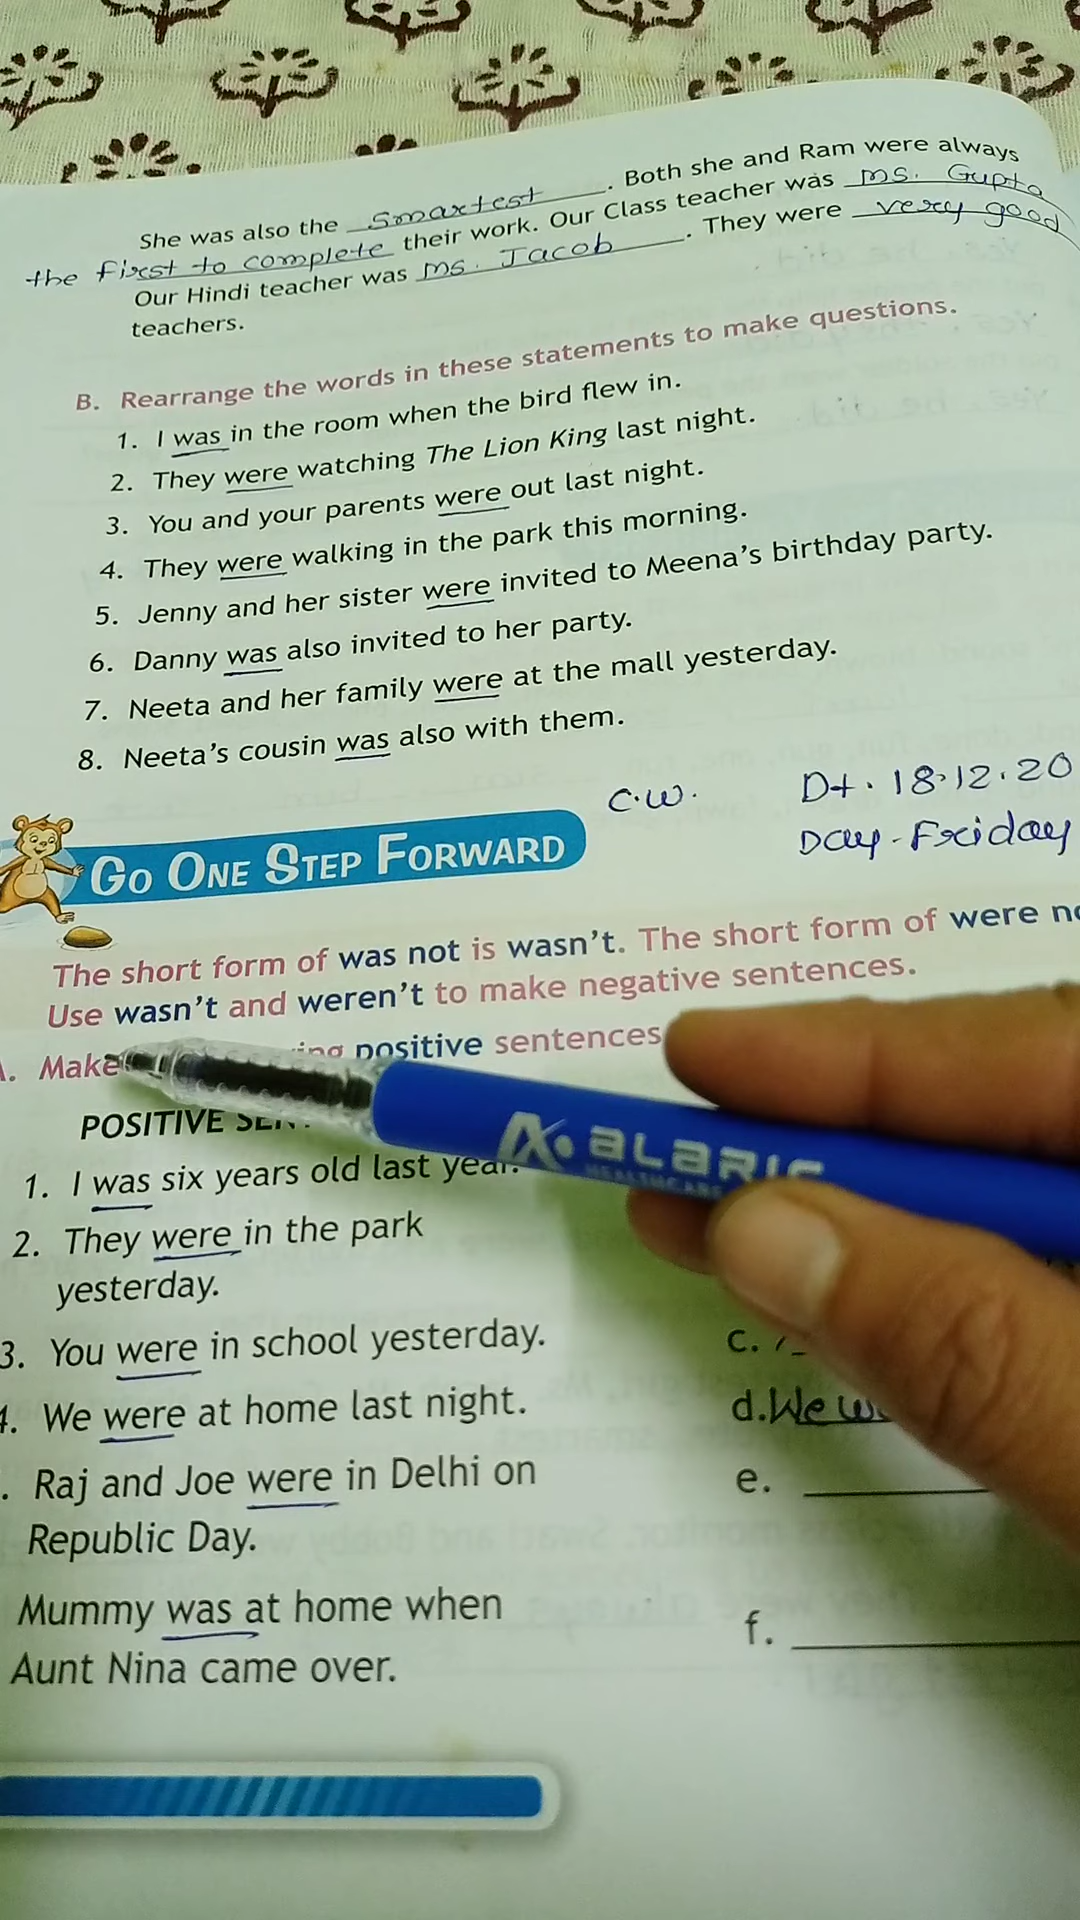 She was also the smartest. Both she and Ram were always
the first to complete their work. Our Class teacher was Ms. Gupta
Our Hindi teacher was Ms. Jacob. They were very good
teachers.
B. Rearrange the words in these statements to make questions.
1. I was in the room when the bird flew in.
2. They were watching The Lion King last night.
3. You and your parents were out last night.
4. They were walking in the park this morning.
5. Jenny and her sister were invited to Meena's birthday party.
6. Danny was also invited to her party.
7. Neeta and her family were at the mall yesterday.
8. Neeta's cousin was also with them.
C.W. Dt. 18.12.20
Day-Friday
GO ONE STEP FORWARD
The short form of was not is wasn't. The short form of were
Use wasn't and weren't to make negative sentences.
Make positive sentences
POSITIVE
1. I was six years old last year.
2. They were in the park
yesterday.
3. You were in school yesterday.
c.
We were at home last night.
d. We
Raj and Joe were in Delhi on
e.
Republic Day.
Mummy was at home when
f.
Aunt Nina came over.
ALARIS
HEALTHCARE